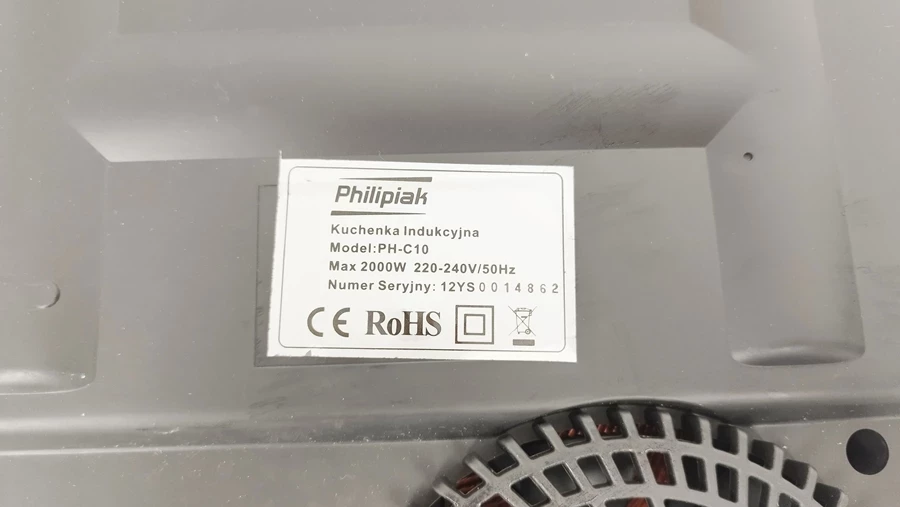 Philipiak
Kuchenka Indukcyjna
Model:PH-C10
Max 2000W 220-240V/50Hz
Numer Seryjny: 12YS0014862
CE RoHS